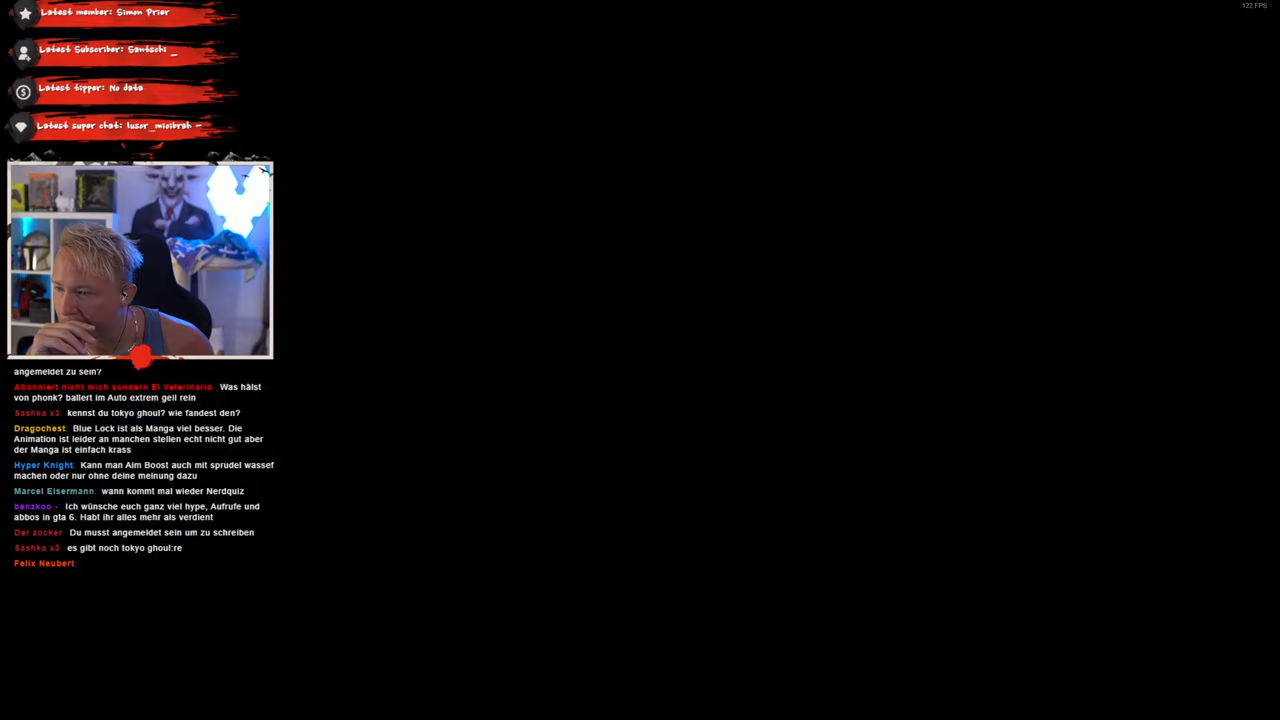 122 FPS
Latest member: Simon Prior
Latest Subscriber: Santschi _
Latest tipper: No data
Latest super chat:
angemeldet zu sein?
Abonniert nicht mich sondern El Veterinario: Was hälst
von phonk? ballert im Auto extrem geil rein
Sashka x3: kennst du tokyo ghoul? wie fandest den?
Dragochest: Blue Lock ist als Manga viel besser. Die
Animation ist leider an manchen stellen echt nicht gut aber
der Manga ist einfach krass
Hyper Knight: Kann man Aim Boost auch mit sprudel wassef
machen oder nur ohne deine meinung dazu
Marcel Eisermann: wann kommt mal wieder Nerdquiz
benzkoo -: Ich wünsche euch ganz viel hype, Aufrufe und
abbos in gta 6. Habt ihr alles mehr als verdient
Der zocker: Du musst angemeldet sein um zu schreiben
Sashka x3: es gibt noch tokyo ghoul:re
Felix Neubert: